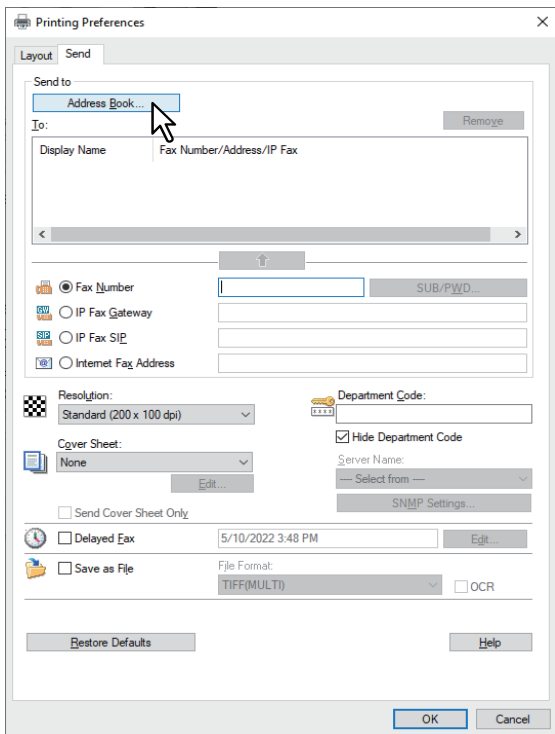 Printing Preferences
Layout Send
Send to
Address Book...
To:
Remove
Display Name Fax Number/Address/IP Fax
Fax Number
SUB/PWD...
GW IP Fax Gateway
SIP IP Fax SIP
@ Internet Fax Address
Resolution:
Standard (200 x 100 dpi)
Department Code:
Hide Department Code
Cover Sheet:
None
Edit...
Server Name:
--- Select from ---
SNMP Settings...
Send Cover Sheet Only
Delayed Fax 5/10/2022 3:48 PM Edit...
Save as File
File Format:
TIFF(MULTI)
OCR
Restore Defaults Help
OK Cancel